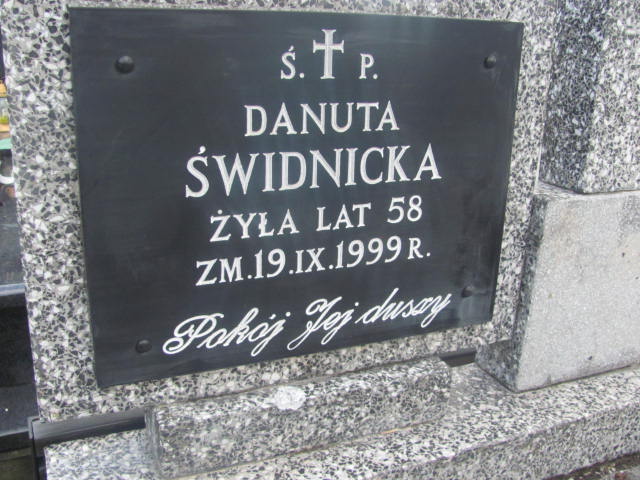 Ś. P.
DANUTA
ŚWIDNICKA
ŻYŁA LAT 58
ZM. 19. IX. 1999 R.
Pokój Jej duszy